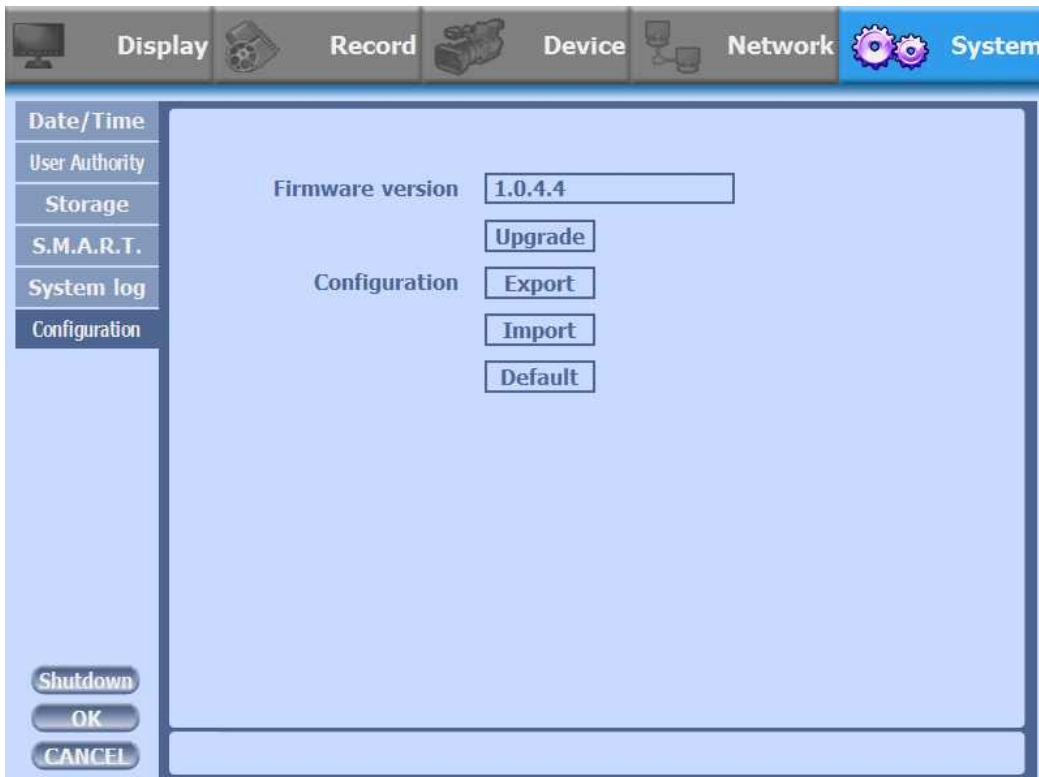 Display Record Device Network System
Date/Time
User Authority
Firmware version 1.0.4.4
Storage
S.M.A.R.T.
Upgrade
System log
Configuration Export
Configuration
Import
Default
Shutdown
OK
CANCEL